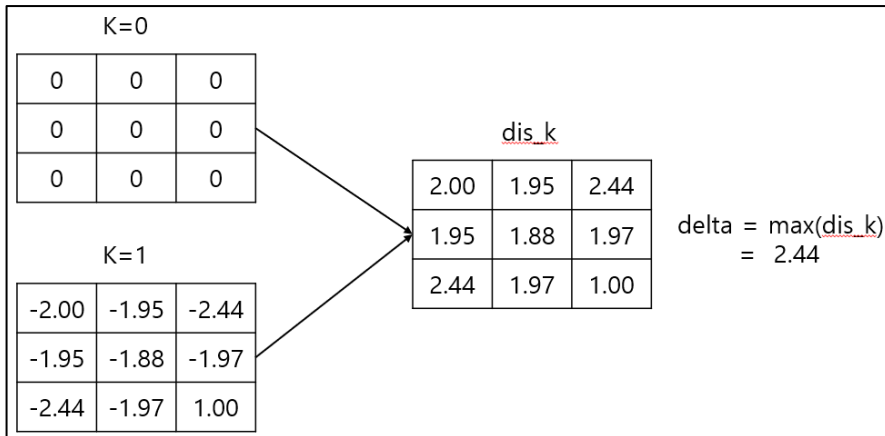 K=0
0 0 0
0 0 0
0 0 0
K=1
-2.00 -1.95 -2.44
-1.95 -1.88 -1.97
-2.44 -1.97 1.00
dis_k
2.00 1.95 2.44
1.95 1.88 1.97
2.44 1.97 1.00
delta = max(dis_k)
= 2.44